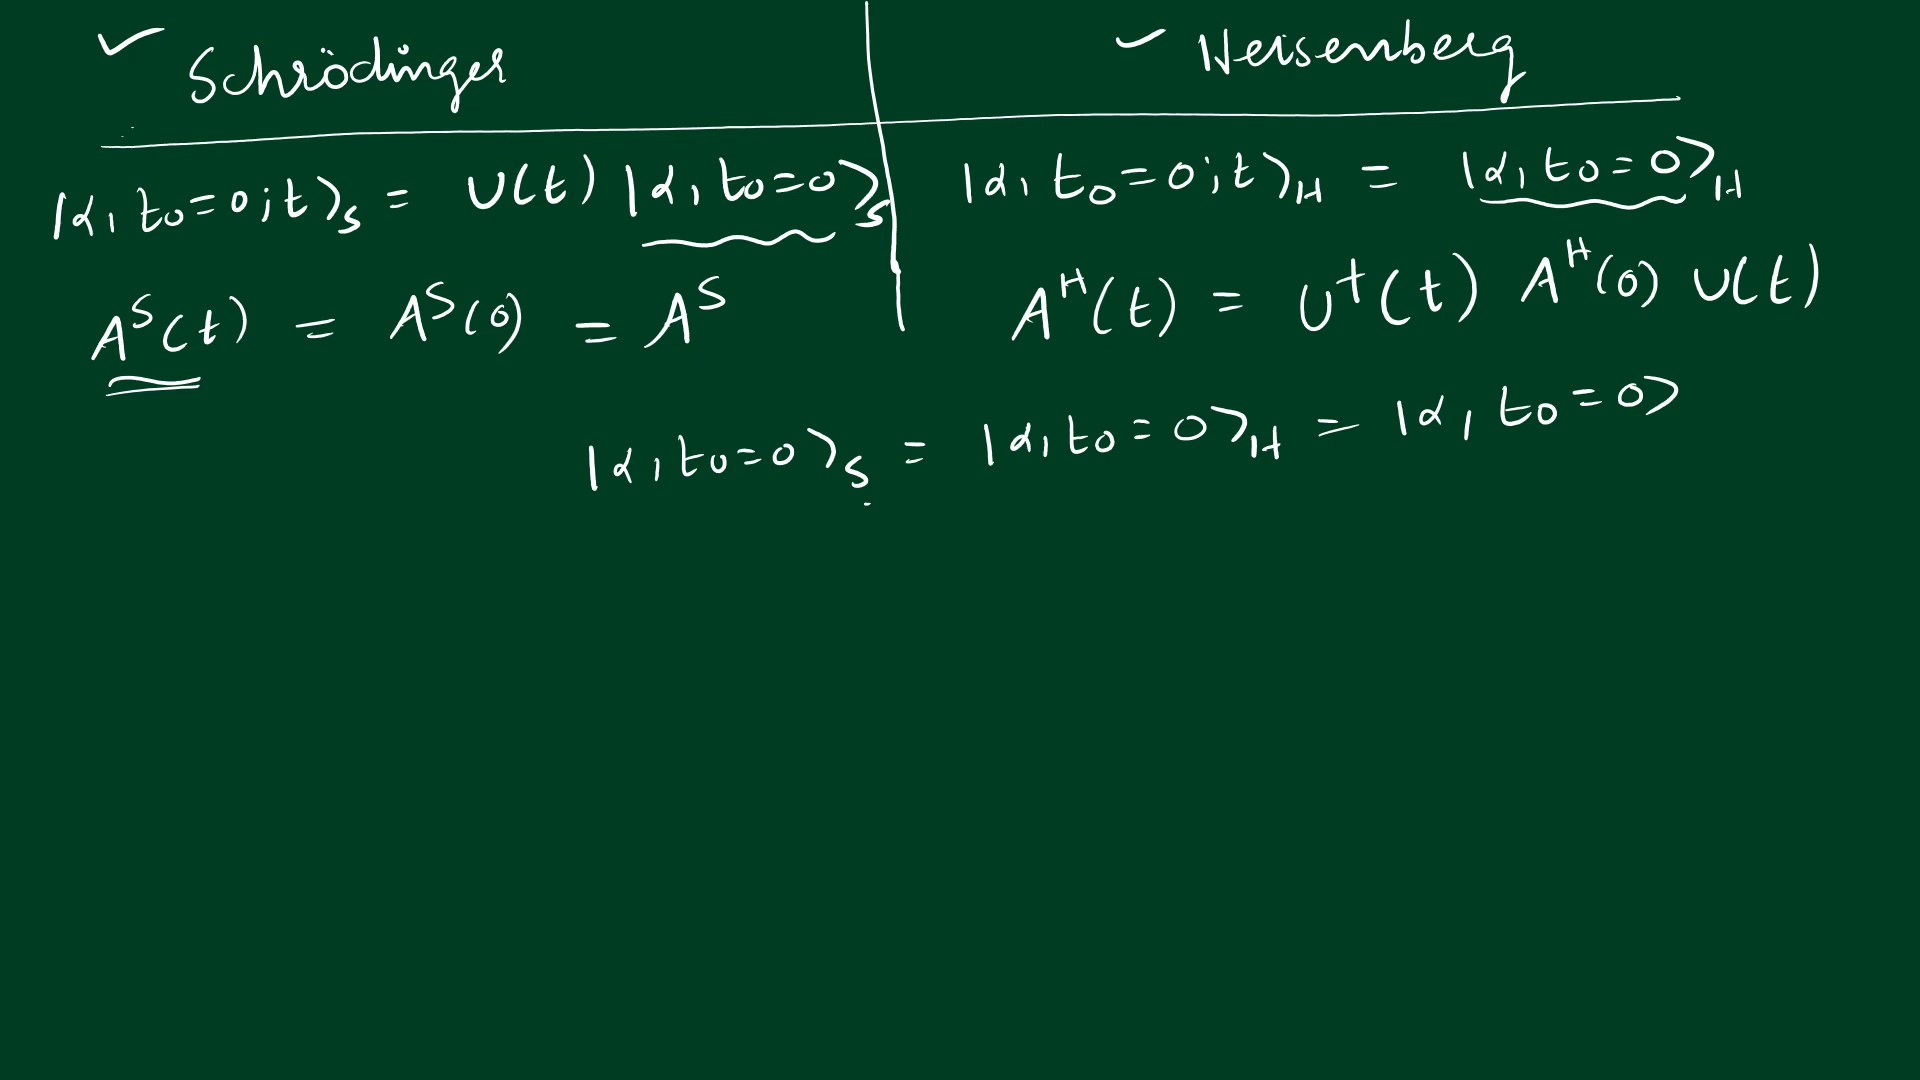 ✓ Schrödinger
✓ Heisenberg
|α, t₀=0; t⟩_S = U(t) |α, t₀=0⟩_S
|α, t₀=0; t⟩_H = |α, t₀=0⟩_H
A^S(t) = A^S(0) = A^S
A^H(t) = U^†(t) A^H(0) U(t)
|α, t₀=0⟩_S = |α, t₀=0⟩_H = |α, t₀=0⟩